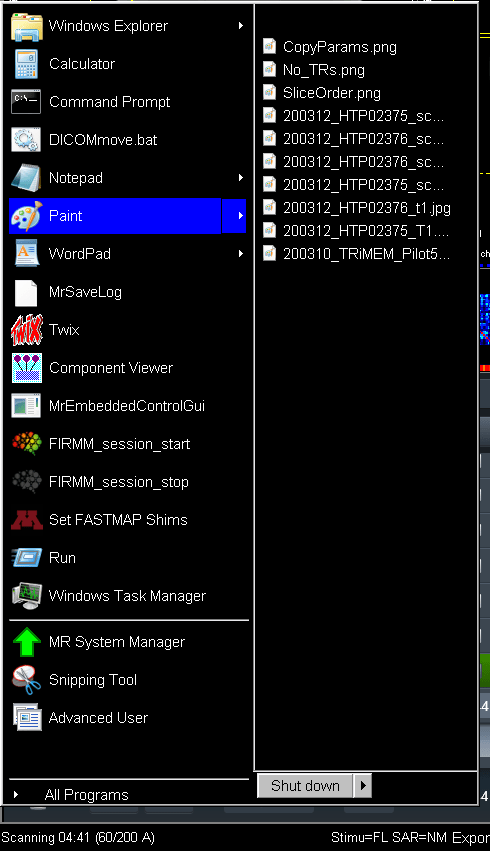 Windows Explorer
Calculator
Command Prompt
DICOMmove.bat
Notepad
Paint
WordPad
MrSaveLog
Twix
Component Viewer
MrEmbeddedControlGui
FIRMM_session_start
FIRMM_session_stop
Set FASTMAP Shims
Run
Windows Task Manager
MR System Manager
Snipping Tool
Advanced User
All Programs
CopyParams.png
No_TRs.png
SliceOrder.png
200312_HTP02375_sc...
200312_HTP02376_sc...
200312_HTP02376_sc...
200312_HTP02375_sc...
200312_HTP02376_t1.jpg
200312_HTP02375_T1....
200310_TRiMEM_Pilot5...
Shut down
Scanning 04:41 (60/200 A)
Stimu=FL SAR=NM Expor